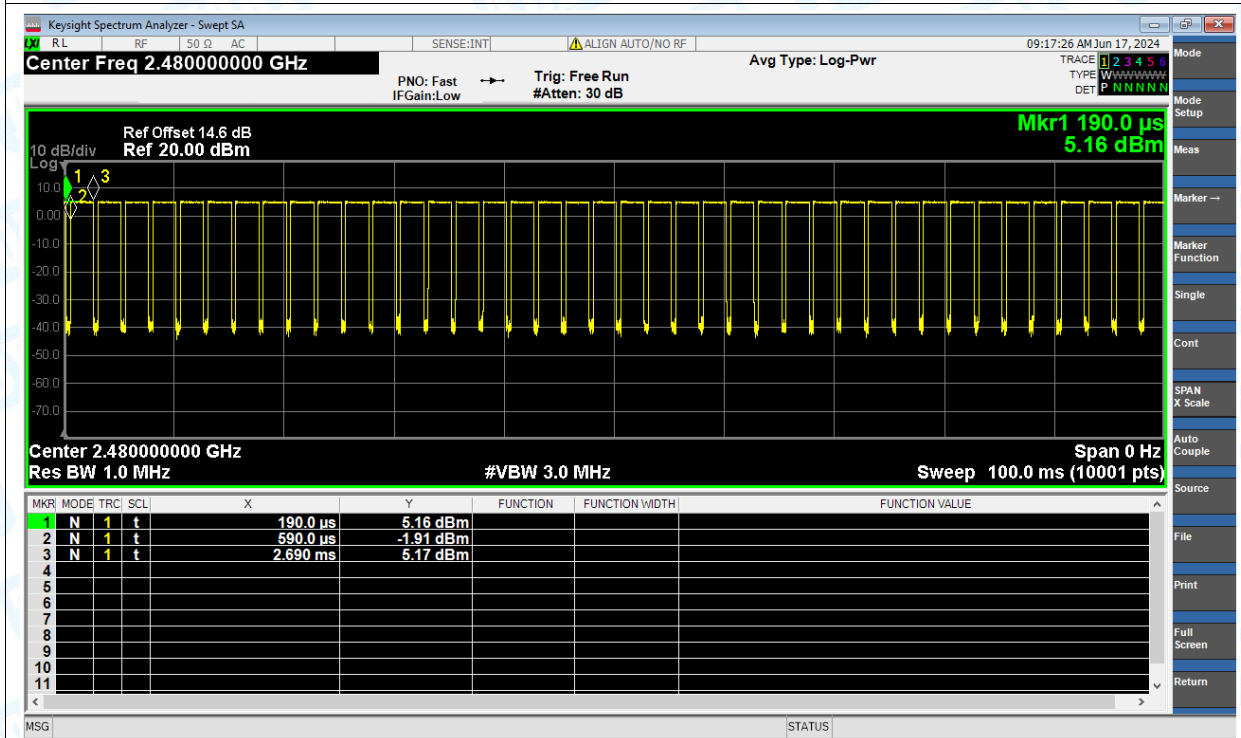 Keysight Spectrum Analyzer - Swept SA
LXI RL RF 50 Ω AC SENSE:INT ALIGN AUTO/NO RF 09:17:26 AM Jun 17, 2024
Center Freq 2.480000000 GHz Avg Type: Log-Pwr TRACE 1 2 3 4 5 6
PNO: Fast Trig: Free Run TYPE WWWWWW
IFGain:Low #Atten: 30 dB DET P N N N N N
Ref Offset 14.6 dB Mkr1 190.0 µs
10 dB/div Ref 20.00 dBm 5.16 dBm
Log
1 3
10.0
2
0.00
-10.0
-20.0
-30.0
-40.0
-50.0
-60.0
-70.0
Center 2.480000000 GHz Span 0 Hz
Res BW 1.0 MHz #VBW 3.0 MHz Sweep 100.0 ms (10001 pts)
MKR MODE TRC SCL X Y FUNCTION FUNCTION WIDTH FUNCTION VALUE
1 N 1 t 190.0 µs 5.16 dBm
2 N 1 t 590.0 µs -1.91 dBm
3 N 1 t 2.690 ms 5.17 dBm
4
5
6
7
8
9
10
11
MSG STATUS
Mode
Mode
Setup
Meas
Marker→
Marker
Function
Single
Cont
SPAN
X Scale
Auto
Couple
Source
File
Print
Full
Screen
Return